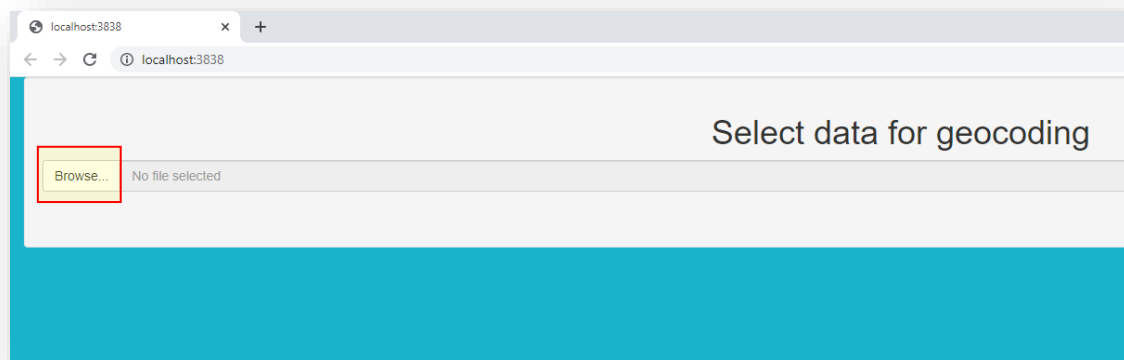 localhost:3838
localhost:3838
Select data for geocoding
Browse... No file selected